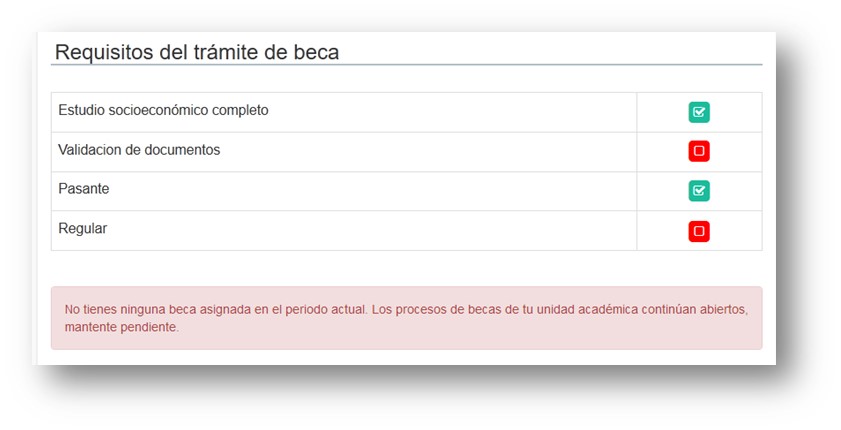 Requisitos del trámite de beca
Estudio socioeconómico completo
Validacion de documentos
Pasante
Regular
No tienes ninguna beca asignada en el periodo actual. Los procesos de becas de tu unidad académica continúan abiertos,
mantente pendiente.